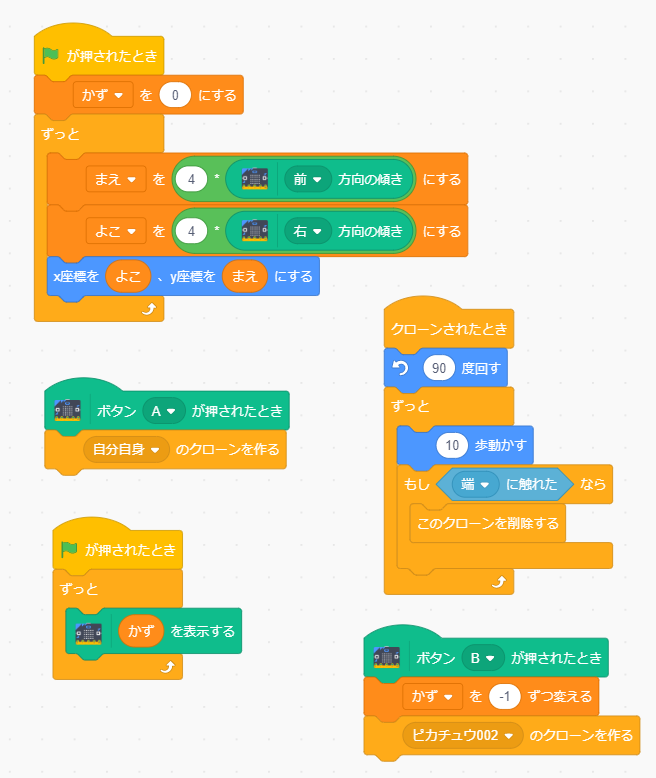 が押されたとき
かず を 0 にする
ずっと
まえ を 4 * 前 方向の傾き にする
よこ を 4 * 右 方向の傾き にする
x座標を よこ 、y座標を まえ にする
ボタン A が押されたとき
自分自身 のクローンを作る
が押されたとき
ずっと
かず を表示する
クローンされたとき
90 度回す
ずっと
10 歩動かす
もし 端 に触れた なら
このクローンを削除する
ボタン B が押されたとき
かず を -1 ずつ変える
ピカチュウ002 のクローンを作る